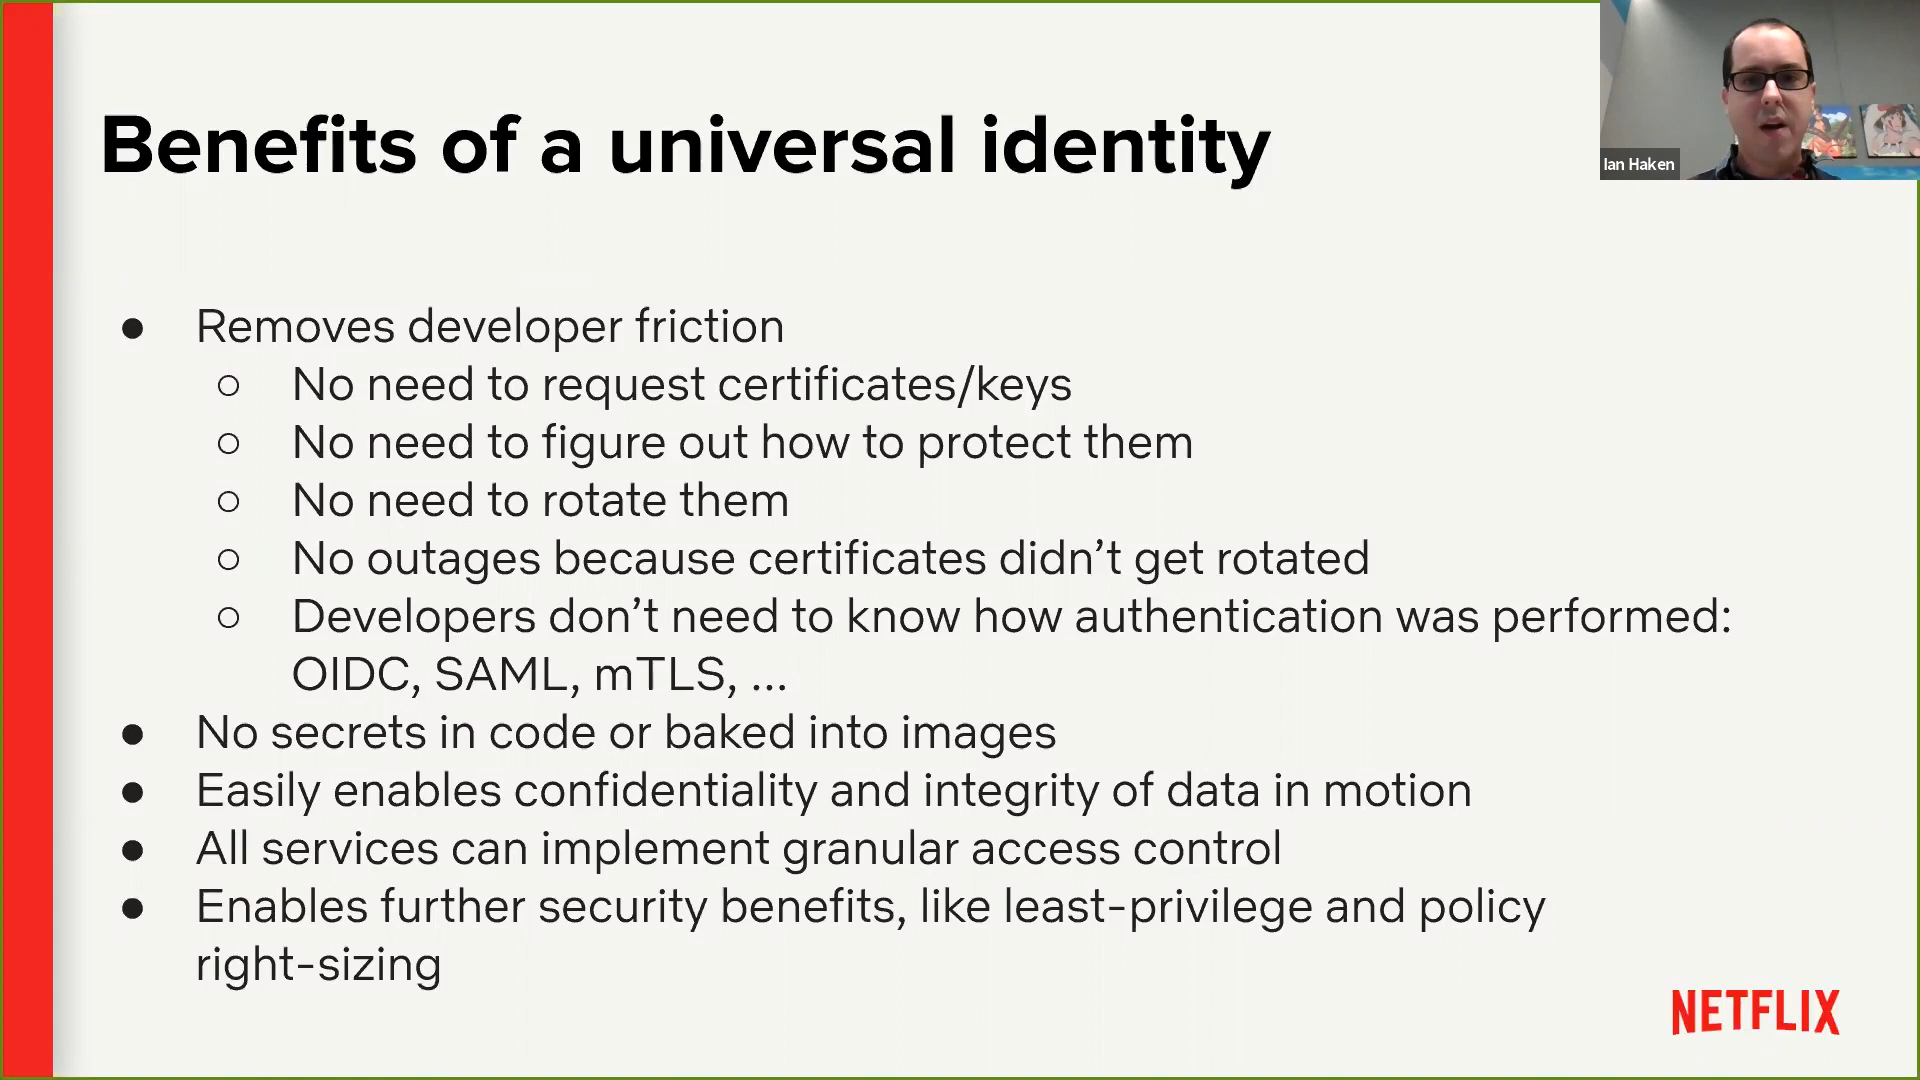 Benefits of a universal identity
Ian Haken
● Removes developer friction
○ No need to request certificates/keys
○ No need to figure out how to protect them
○ No need to rotate them
○ No outages because certificates didn’t get rotated
○ Developers don’t need to know how authentication was performed:
OIDC, SAML, mTLS, ...
● No secrets in code or baked into images
● Easily enables confidentiality and integrity of data in motion
● All services can implement granular access control
● Enables further security benefits, like least-privilege and policy
right-sizing
NETFLIX